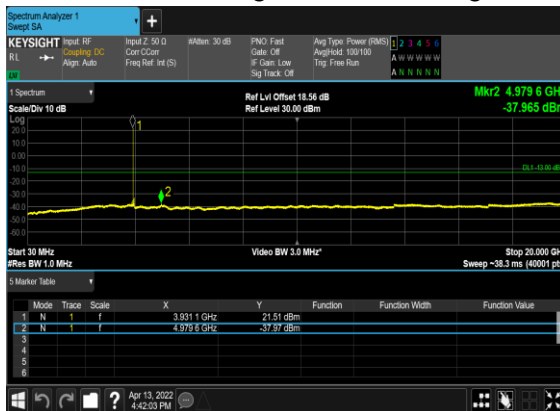 Spectrum Analyzer 1
Swept SA
KEYSIGHT Input: RF Input Z: 50 Ω #Atten: 30 dB PNO: Fast Avg Type: Power (RMS) 1 2 3 4 5 6
RL Coupling: DC Corr CCorr Gate: Off Avg|Hold: 100/100 A W W W W W
Align: Auto Freq Ref: Int (S) IF Gain: Low Trig: Free Run
Sig Track: Off A N N N N N
LXI
1 Spectrum Ref Lvl Offset 18.56 dB Mkr2 4.979 6 GH
Scale/Div 10 dB Ref Level 30.00 dBm -37.965 dB
Log
20.0
10.0
0.00
-10.0
DL1 -13.00 dB
-20.0
-30.0
-40.0
-50.0
-60.0
1
2
Start 30 MHz Video BW 3.0 MHz* Stop 20.000 G
#Res BW 1.0 MHz Sweep ~38.3 ms (40001 pt
5 Marker Table
Mode Trace Scale X Y Function Function Width Function Value
1 N 1 f 3.931 1 GHz 21.51 dBm
2 N 1 f 4.979 6 GHz -37.97 dBm
3
4
5
6
? Apr 13, 2022
4:42:03 PM